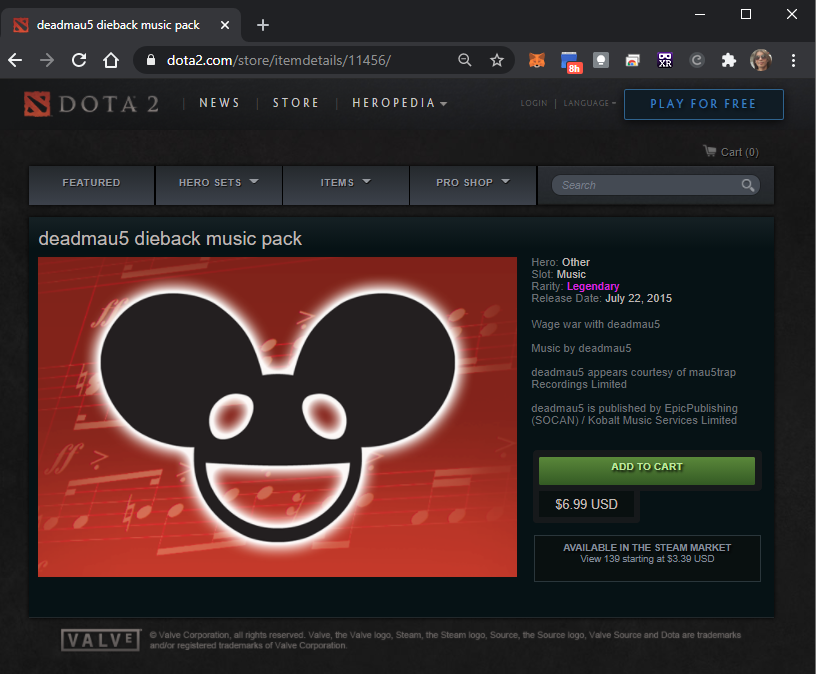 deadmau5 dieback music pack
dota2.com/store/itemdetails/11456/
8h
XR
DOTA 2
NEWS
STORE
HEROPEDIA
LOGIN
LANGUAGE
PLAY FOR FREE
Cart (0)
FEATURED
HERO SETS
ITEMS
PRO SHOP
Search
deadmau5 dieback music pack
Hero: Other
Slot: Music
Rarity: Legendary
Release Date: July 22, 2015
Wage war with deadmau5
Music by deadmau5
deadmau5 appears courtesy of mau5trap
Recordings Limited
deadmau5 is published by EpicPublishing
(SOCAN) / Kobalt Music Services Limited
ADD TO CART
$6.99 USD
AVAILABLE IN THE STEAM MARKET
View 139 starting at $3.39 USD
VALVE
© Valve Corporation, all rights reserved. Valve, the Valve logo, Steam, the Steam logo, Source, the Source logo, Valve Source and Dota are trademarks
and/or registered trademarks of Valve Corporation.